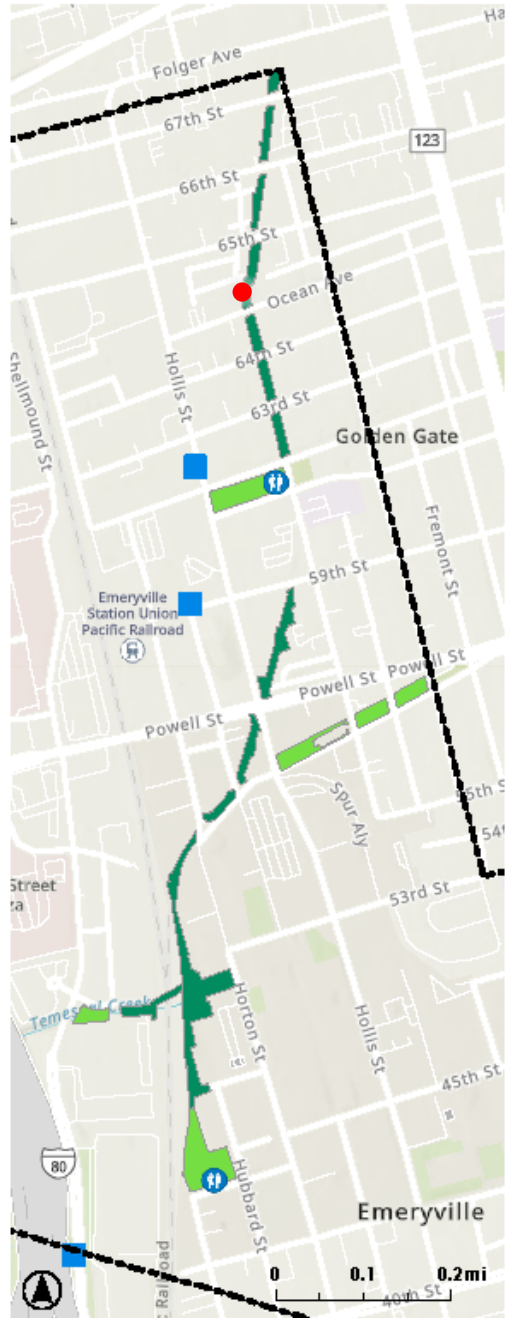 Folger Ave
Ha
67th St
123
66th St
65th St
Ocean Ave
64th St
Hollis St
Shellmound St
63rd St
Golden Gate
Fremont St
59th St
Emeryville
Station Union
Pacific Railroad
Powell St
Powell St
Powell St
Spur Aly
55th S
54t
Street
za
53rd St
Temescal Creek
Horton St
Hollis St
45th St
80
Hubbard St
Emeryville
Railroad
0 0.1 0.2mi
40th St